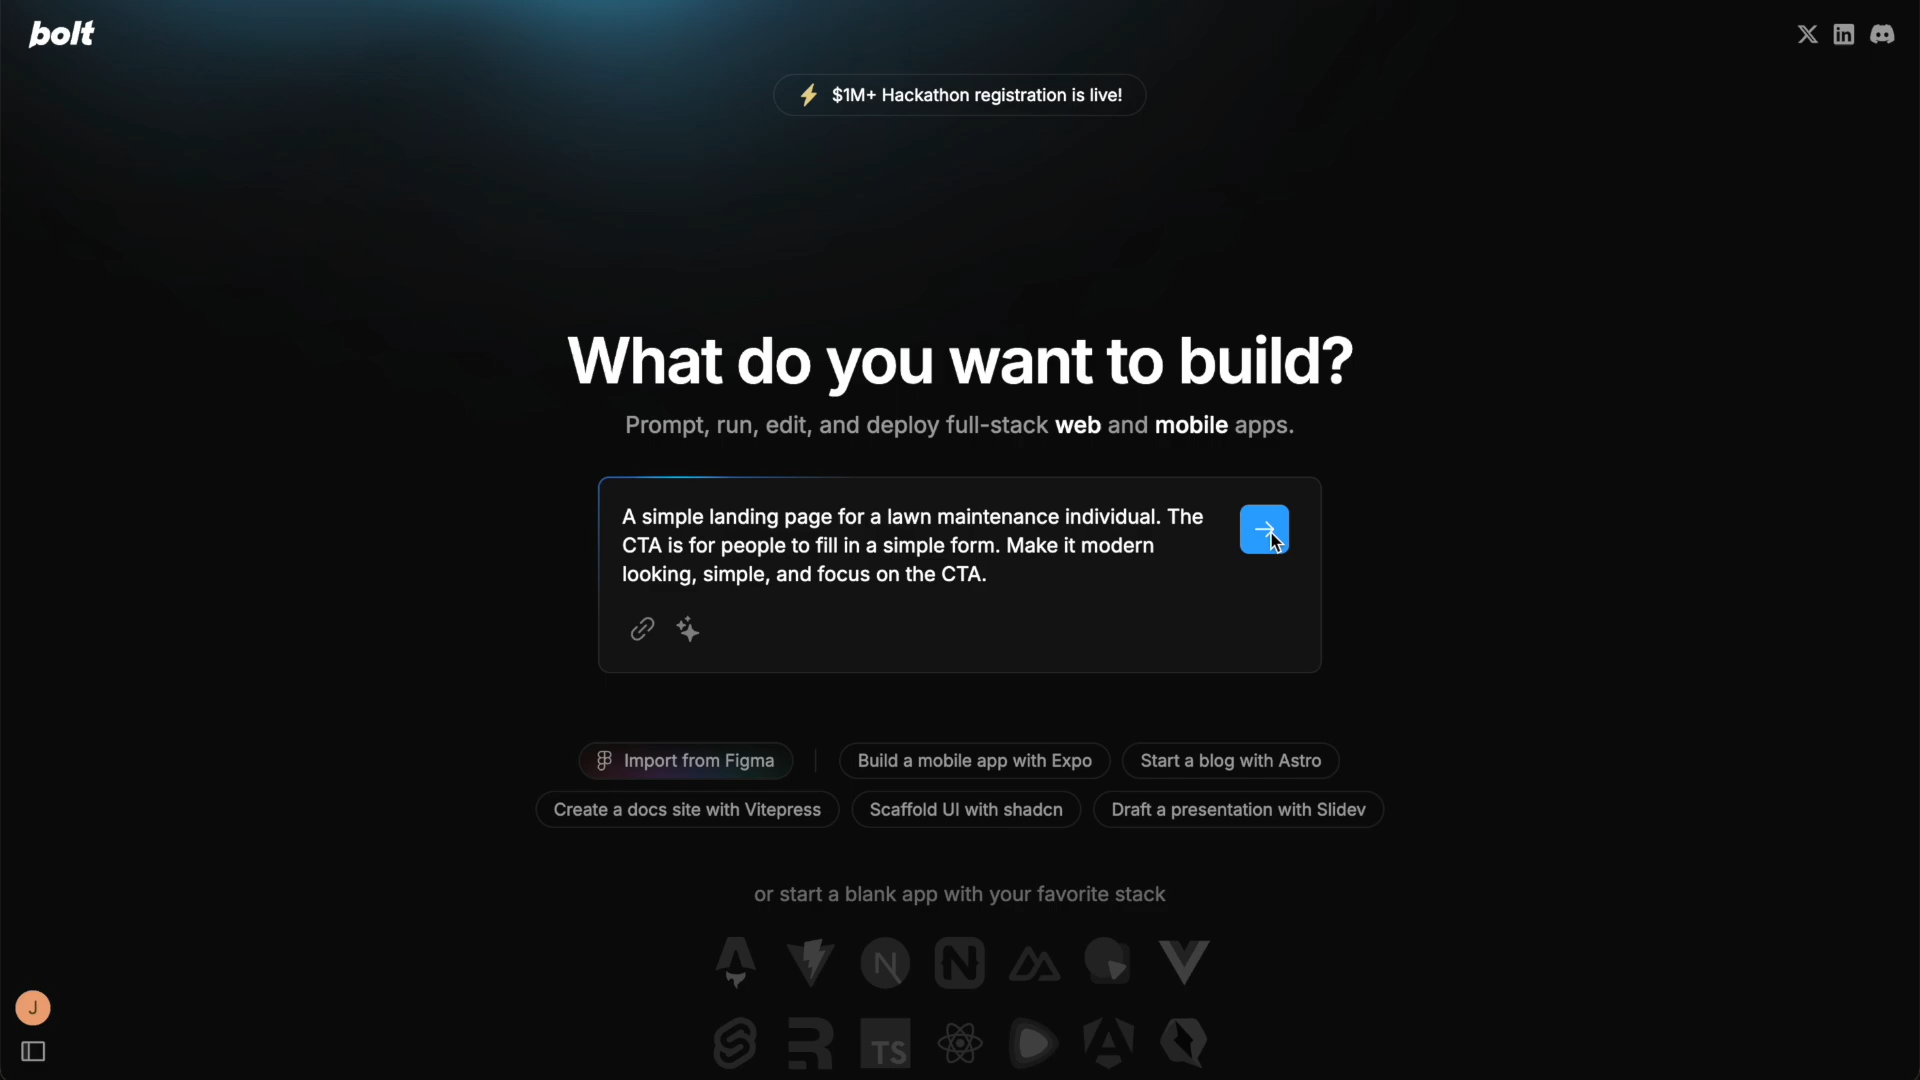 bolt
$1M+ Hackathon registration is live!
What do you want to build?
Prompt, run, edit, and deploy full-stack web and mobile apps.
A simple landing page for a lawn maintenance individual. The
CTA is for people to fill in a simple form. Make it modern
looking, simple, and focus on the CTA.
Import from Figma
Build a mobile app with Expo
Start a blog with Astro
Create a docs site with Vitepress
Scaffold UI with shadcn
Draft a presentation with Slidev
or start a blank app with your favorite stack
N
N
TS
J